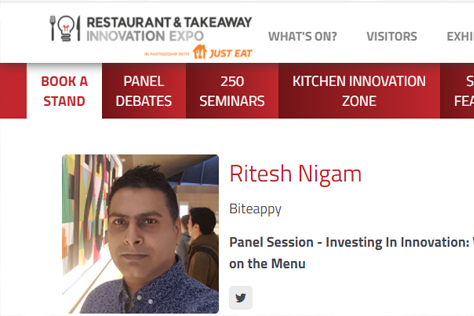 RESTAURANT & TAKEAWAY
INNOVATION EXPO
IN PARTNERSHIP WITH JUST EAT
WHAT'S ON?
VISITORS
EXHI
BOOK A
STAND
PANEL
DEBATES
250
SEMINARS
KITCHEN INNOVATION
ZONE
S
FEA
Ritesh Nigam
Biteappy
Panel Session - Investing In Innovation:
on the Menu